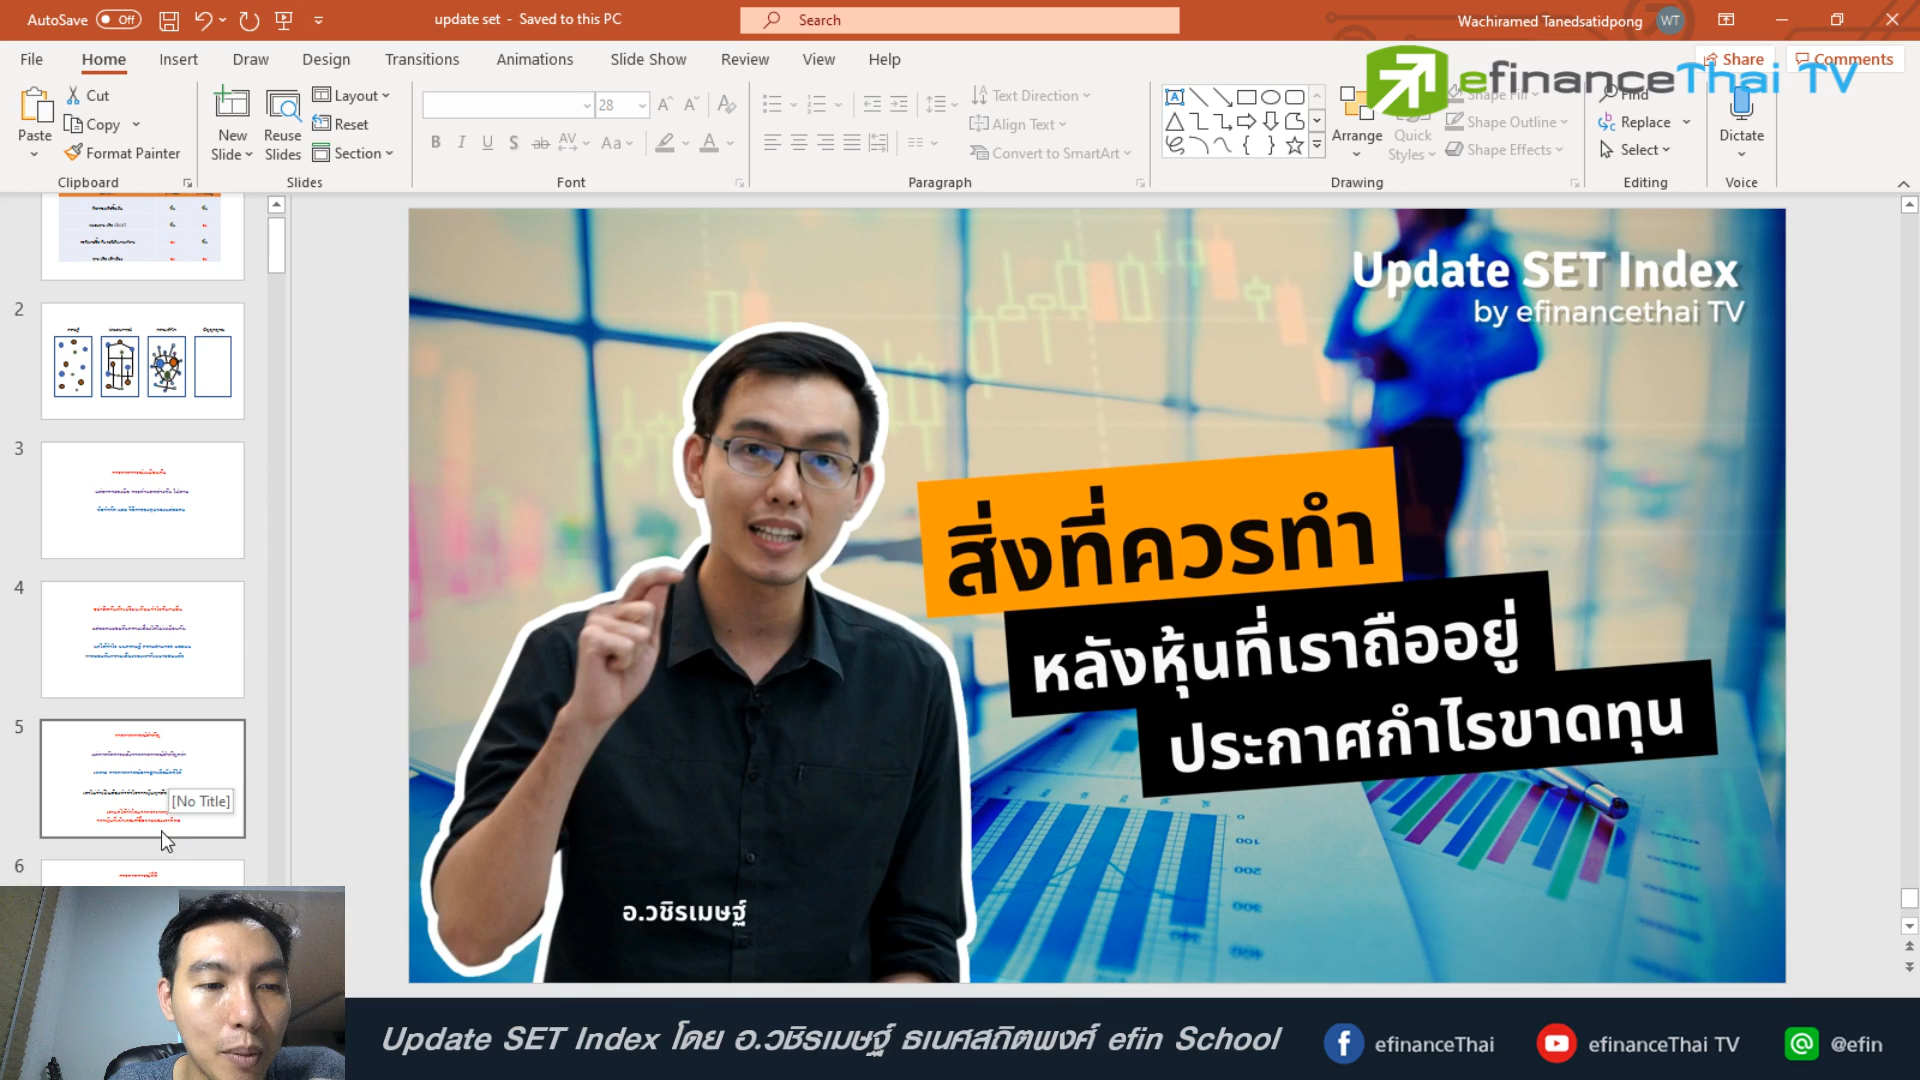 AutoSave Off
update set - Saved to this PC
Search
Wachiramed Tanedsatidpong WT
File Home Insert Draw Design Transitions Animations Slide Show Review View Help
Share
Comments
efinanceThai TV
Paste
Cut
Copy
Format Painter
Clipboard
New Slide
Reuse Slides
Layout
Reset
Section
Slides
28
Font
Text Direction
Align Text
Convert to SmartArt
Paragraph
Arrange
Quick Styles
Shape Fill
Shape Outline
Shape Effects
Drawing
Find
Replace
Select
Editing
Dictate
Voice
2
3
4
5
[No Title]
6
Update SET Index
by efinancethai TV
สิ่งที่ควรทำ
หลังหุ้นที่เราถืออยู่
ประกาศกำไรขาดทุน
อ.วชิรเมษฐ์
Update SET Index โดย อ.วชิรเมษฐ์ ธเนศสถิตพงศ์ efin School
efinanceThai
efinanceThai TV
@efin